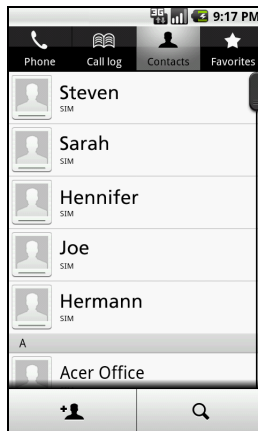 3G 9:17 PM
Phone Call log Contacts Favorites
Steven
SIM
Sarah
SIM
Hennifer
SIM
Joe
SIM
Hermann
SIM
A
Acer Office